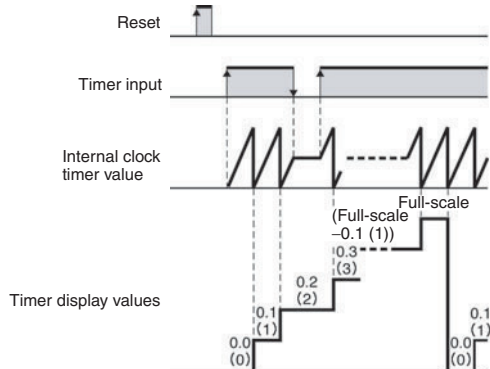 Reset
Timer input
Internal clock
timer value
Full-scale
(Full-scale
–0.1 (1))
0.3
(3)
0.2
(2)
Timer display values
0.1
(1)
0.1
(1)
0.0
(0)
0.0
(0)